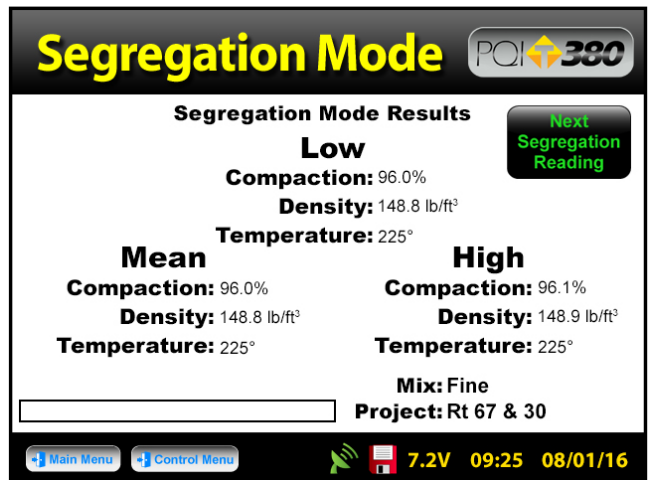 Segregation Mode PQI T 380
Segregation Mode Results
Next
Segregation
Reading
Low
Compaction: 96.0%
Density: 148.8 lb/ft³
Temperature: 225°
Mean
Compaction: 96.0%
Density: 148.8 lb/ft³
Temperature: 225°
High
Compaction: 96.1%
Density: 148.9 lb/ft³
Temperature: 225°
Mix: Fine
Project: Rt 67 & 30
Main Menu Control Menu 7.2V 09:25 08/01/16